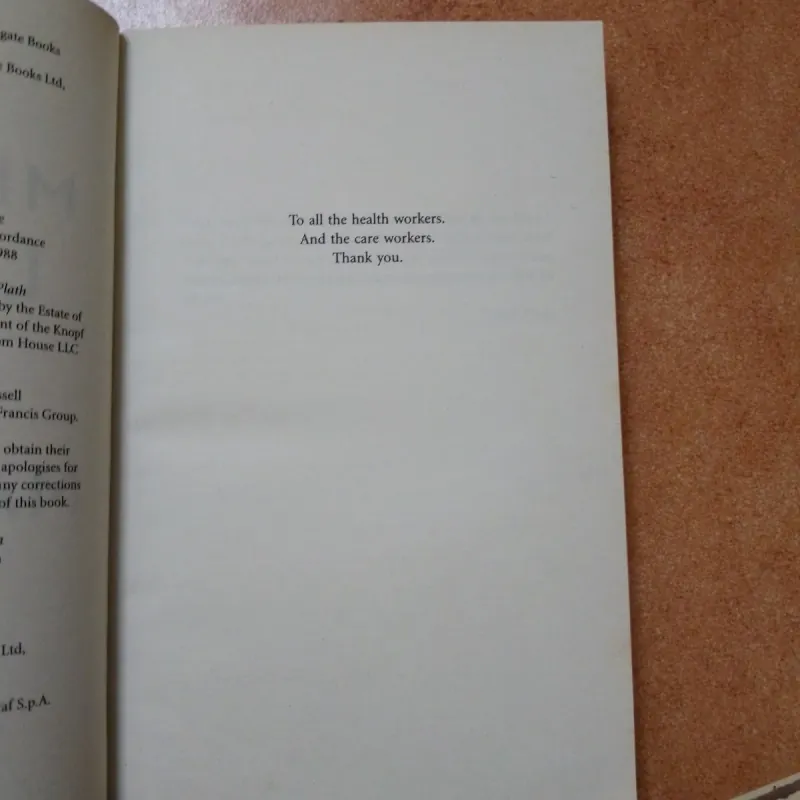 gate Books
Books Ltd,
ordance
988
Plath
by the Estate of
nt of the Knopf
om House LLC
ssell
Francis Group.
obtain their
apologises for
any corrections
of this book.
Ltd,
af S.p.A.
To all the health workers.
And the care workers.
Thank you.